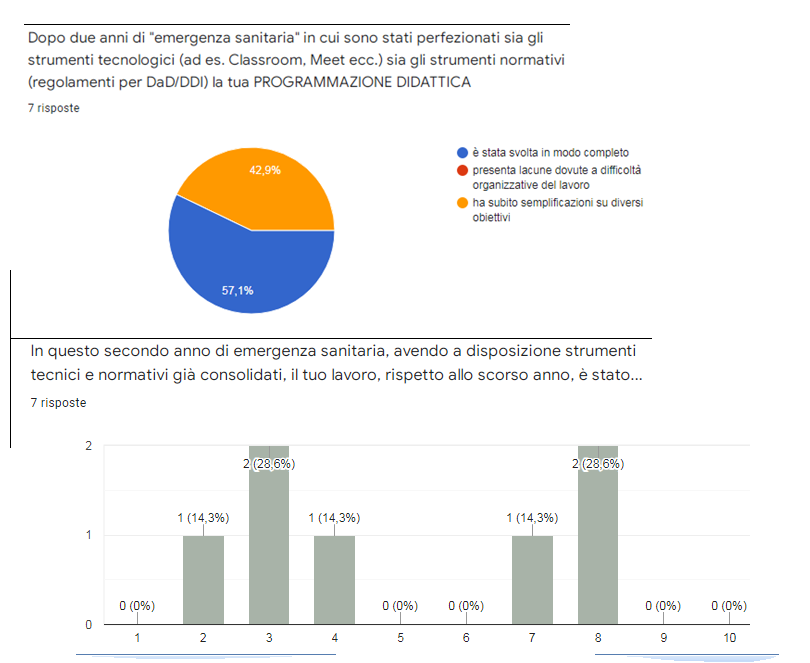 Dopo due anni di "emergenza sanitaria" in cui sono stati perfezionati sia gli
strumenti tecnologici (ad es. Classroom, Meet ecc.) sia gli strumenti normativi
(regolamenti per DaD/DDI) la tua PROGRAMMAZIONE DIDATTICA
7 risposte
42,9%
57,1%
è stata svolta in modo completo
presenta lacune dovute a difficoltà
organizzative del lavoro
ha subito semplificazioni su diversi
obiettivi
In questo secondo anno di emergenza sanitaria, avendo a disposizione strumenti
tecnici e normativi già consolidati, il tuo lavoro, rispetto allo scorso anno, è stato...
7 risposte
2
1
0
0 (0%)
1 (14,3%)
2 (28,6%)
1 (14,3%)
0 (0%)
0 (0%)
1 (14,3%)
2 (28,6%)
0 (0%)
0 (0%)
1 2 3 4 5 6 7 8 9 10